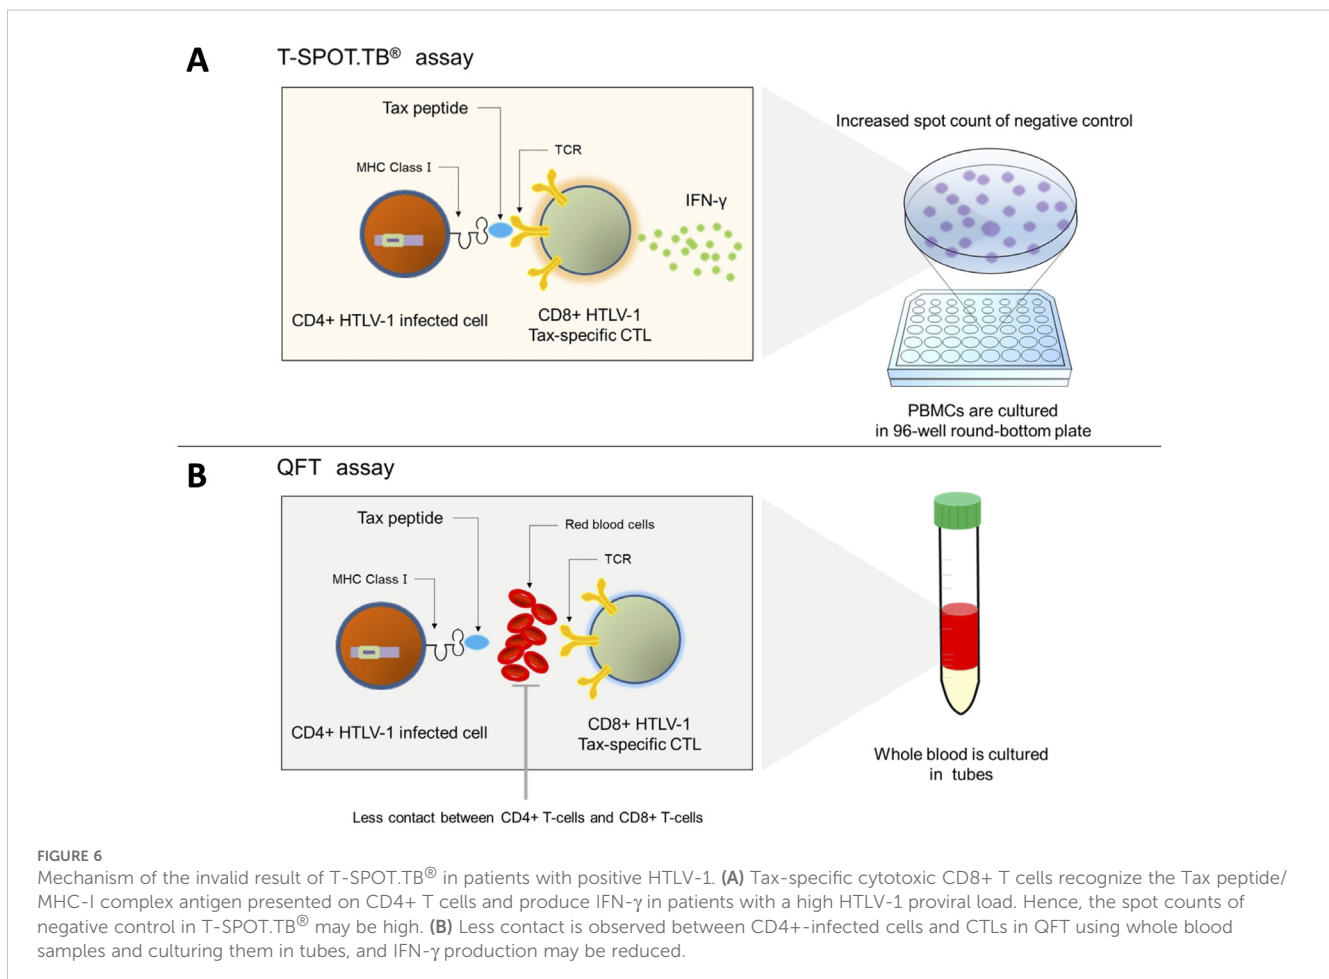 A
T-SPOT.TB® assay
Tax peptide
TCR
MHC Class I
IFN-γ
CD4+ HTLV-1 infected cell
CD8+ HTLV-1
Tax-specific CTL
Increased spot count of negative control
PBMCs are cultured
in 96-well round-bottom plate
B
QFT assay
Tax peptide
Red blood cells
TCR
MHC Class I
CD4+ HTLV-1 infected cell
CD8+ HTLV-1
Tax-specific CTL
Whole blood is cultured
in tubes
Less contact between CD4+ T-cells and CD8+ T-cells
FIGURE 6
Mechanism of the invalid result of T-SPOT.TB® in patients with positive HTLV-1. (A) Tax-specific cytotoxic CD8+ T cells recognize the Tax peptide/
MHC-I complex antigen presented on CD4+ T cells and produce IFN-γ in patients with a high HTLV-1 proviral load. Hence, the spot counts of
negative control in T-SPOT.TB® may be high. (B) Less contact is observed between CD4+-infected cells and CTLs in QFT using whole blood
samples and culturing them in tubes, and IFN-γ production may be reduced.